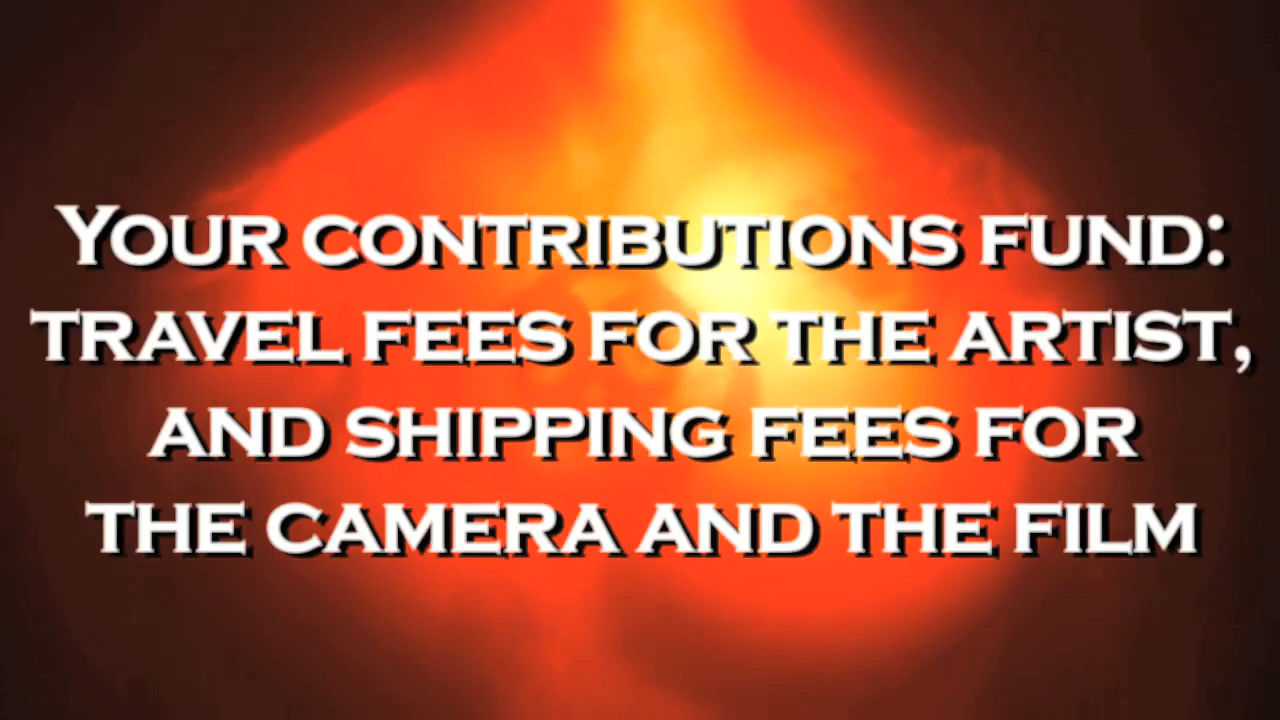 Your contributions fund:
travel fees for the artist,
and shipping fees for
the camera and the film